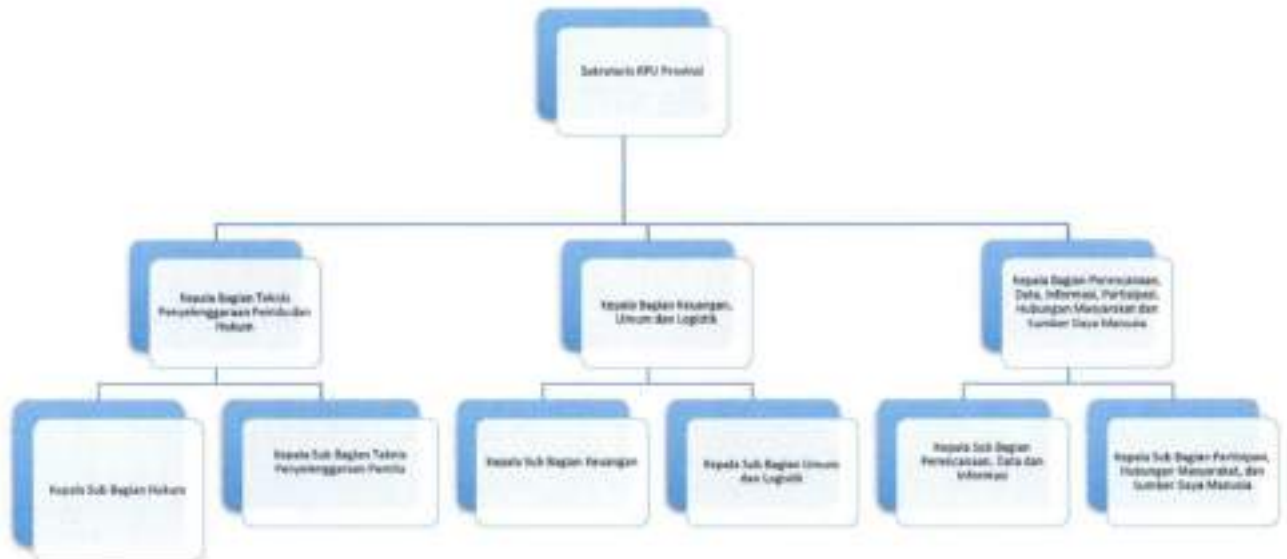 Sekretaris KPU Provinsi
Kepala Bagian Teknis
Penyelenggaraan Pemilu dan
Hukum
Kepala Bagian Keuangan,
Umum dan Logistik
Kepala Bagian Perencanaan,
Data, Informasi, Partisipasi,
Hubungan Masyarakat dan
Sumber Daya Manusia
Kepala Sub Bagian Hukum
Kepala Sub Bagian Teknis
Penyelenggaraan Pemilu
Kepala Sub Bagian Keuangan
Kepala Sub Bagian Umum
dan Logistik
Kepala Sub Bagian
Perencanaan, Data dan
Informasi
Kepala Sub Bagian Partisipasi,
Hubungan Masyarakat, dan
Sumber Daya Manusia